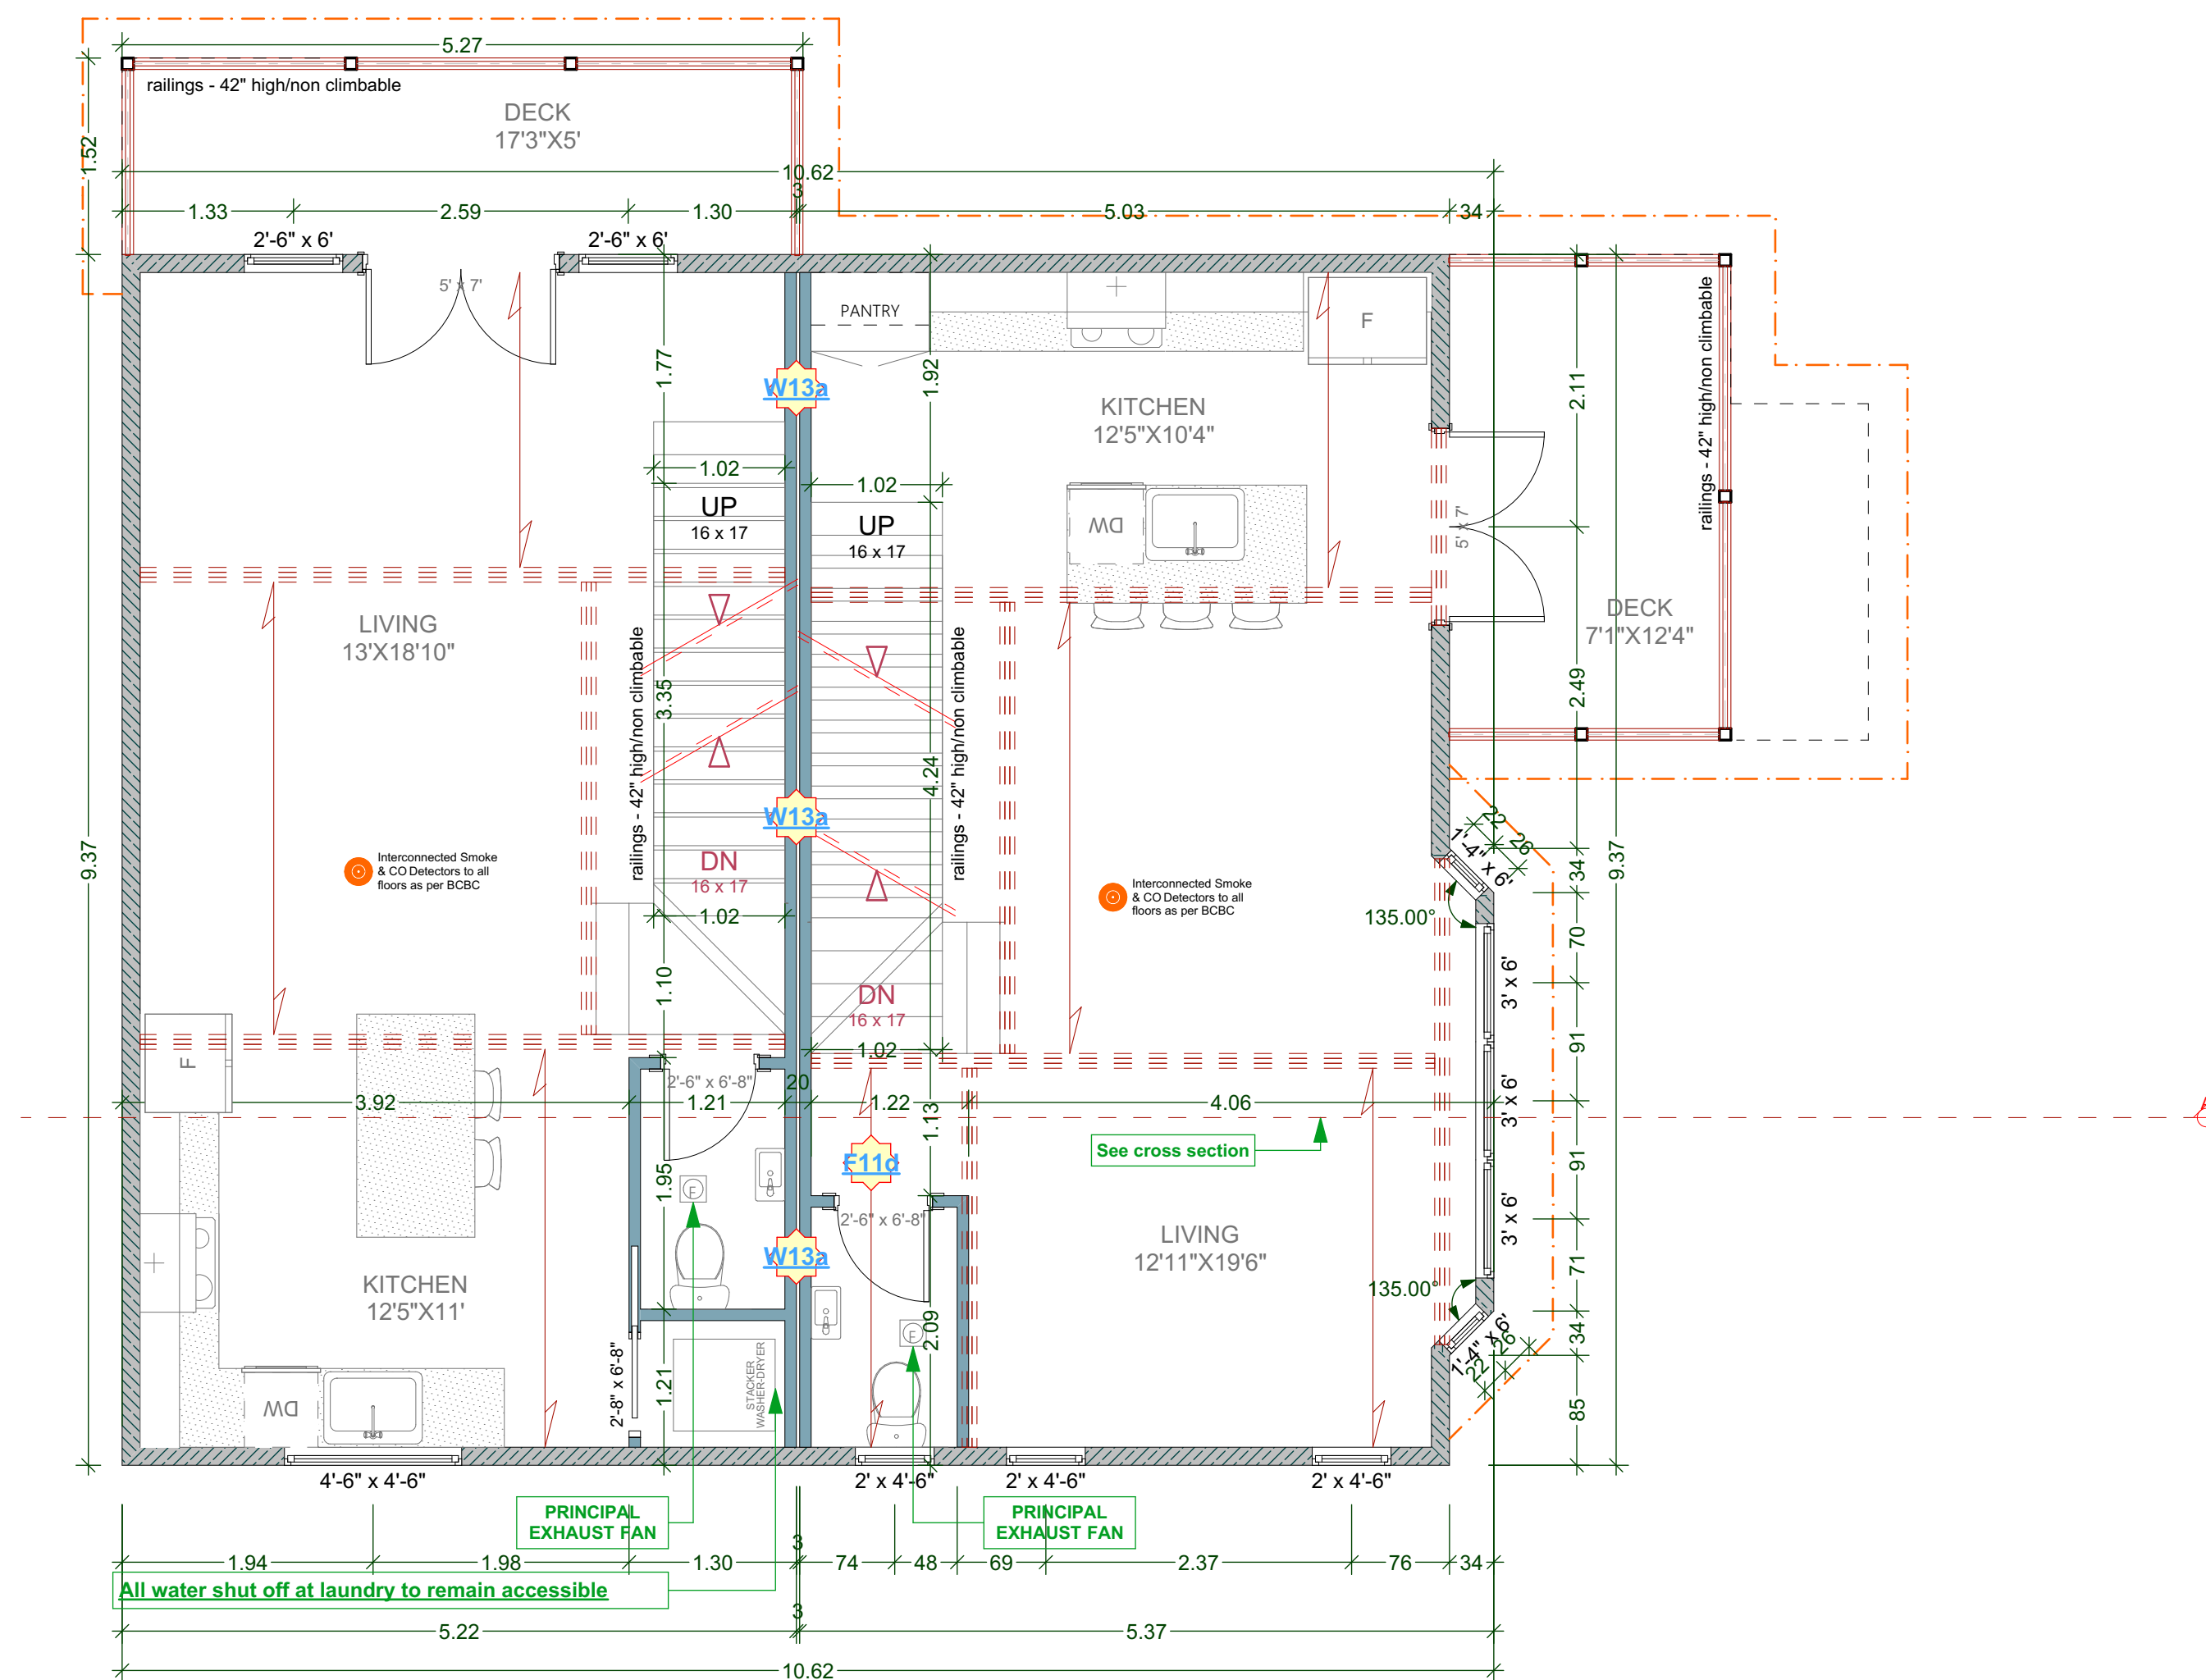 5.27
railings - 42" high/non climbable
DECK
17'3"X5'
1.52
10.62
3
1.33
2.59
1.30
5.03
34
2'-6" x 6'
2'-6" x 6'
5' x 7'
PANTRY
F
railings - 42" high/non climbable
1.77
1.92
2.11
W13a
KITCHEN
12'5"X10'4"
1.02
1.02
UP
16 x 17
UP
16 x 17
DW
5' x 7'
LIVING
13'X18'10"
DECK
7'1"X12'4"
railings - 42" high/non climbable
3.35
railings - 42" high/non climbable
4.24
2.49
W13a
9.37
9.37
Interconnected Smoke
& CO Detectors to all
floors as per BCBC
DN
16 x 17
1.02
Interconnected Smoke
& CO Detectors to all
floors as per BCBC
22
26
1'-4" x 6'
34
135.00°
70
3' x 6'
1.10
DN
16 x 17
1.02
F
2'-6" x 6'-8"
20
91
3' x 6'
3.92
1.21
1.22
1.13
4.06
See cross section
F11d
1.95
F
91
3' x 6'
2'-6" x 6'-8"
LIVING
12'11"X19'6"
W13a
KITCHEN
12'5"X11'
71
135.00°
F
2.09
34
1'-4" x 6'
22
26
2'-8" x 6'-8"
1.21
STACKER
WASHER-DRYER
DW
85
4'-6" x 4'-6"
2' x 4'-6"
2' x 4'-6"
2' x 4'-6"
PRINCIPAL
EXHAUST FAN
PRINCIPAL
EXHAUST FAN
3
1.94
1.98
1.30
74
48
69
2.37
76
34
All water shut off at laundry to remain accessible
3
5.22
5.37
10.62